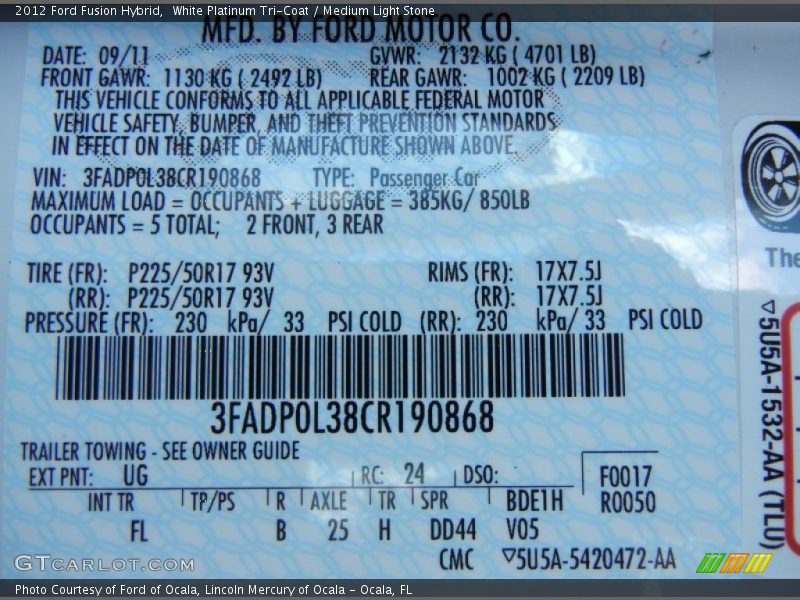 2012 Ford Fusion Hybrid,  White Platinum Tri-Coat / Medium Light Stone
MFD. BY FORD MOTOR CO.
DATE: 09/11 GVWR: 2132 KG ( 4701 LB)
FRONT GAWR: 1130 KG ( 2492 LB) REAR GAWR: 1002 KG ( 2209 LB)
THIS VEHICLE CONFORMS TO ALL APPLICABLE FEDERAL MOTOR
VEHICLE SAFETY, BUMPER, AND THEFT PREVENTION STANDARDS
IN EFFECT ON THE DATE OF MANUFACTURE SHOWN ABOVE.
VIN: 3FADP0L38CR190868 TYPE: Passenger Car
MAXIMUM LOAD = OCCUPANTS + LUGGAGE = 385KG/ 850LB
OCCUPANTS = 5 TOTAL; 2 FRONT, 3 REAR
TIRE (FR): P225/50R17 93V RIMS (FR): 17X7.5J
(RR): P225/50R17 93V (RR): 17X7.5J
PRESSURE (FR): 230 kPa/ 33 PSI COLD (RR): 230 kPa/ 33 PSI COLD
3FADP0L38CR190868
TRAILER TOWING - SEE OWNER GUIDE
EXT PNT: UG RC: 24 DSO: F0017
INT TR TP/PS R AXLE TR SPR BDE1H R0050
FL B 25 H DD44 V05
CMC ▽5U5A-5420472-AA
The
▽5U5A-1532-AA (TLU)
GTCARLOT.COM
Photo Courtesy of Ford of Ocala, Lincoln Mercury of Ocala - Ocala, FL